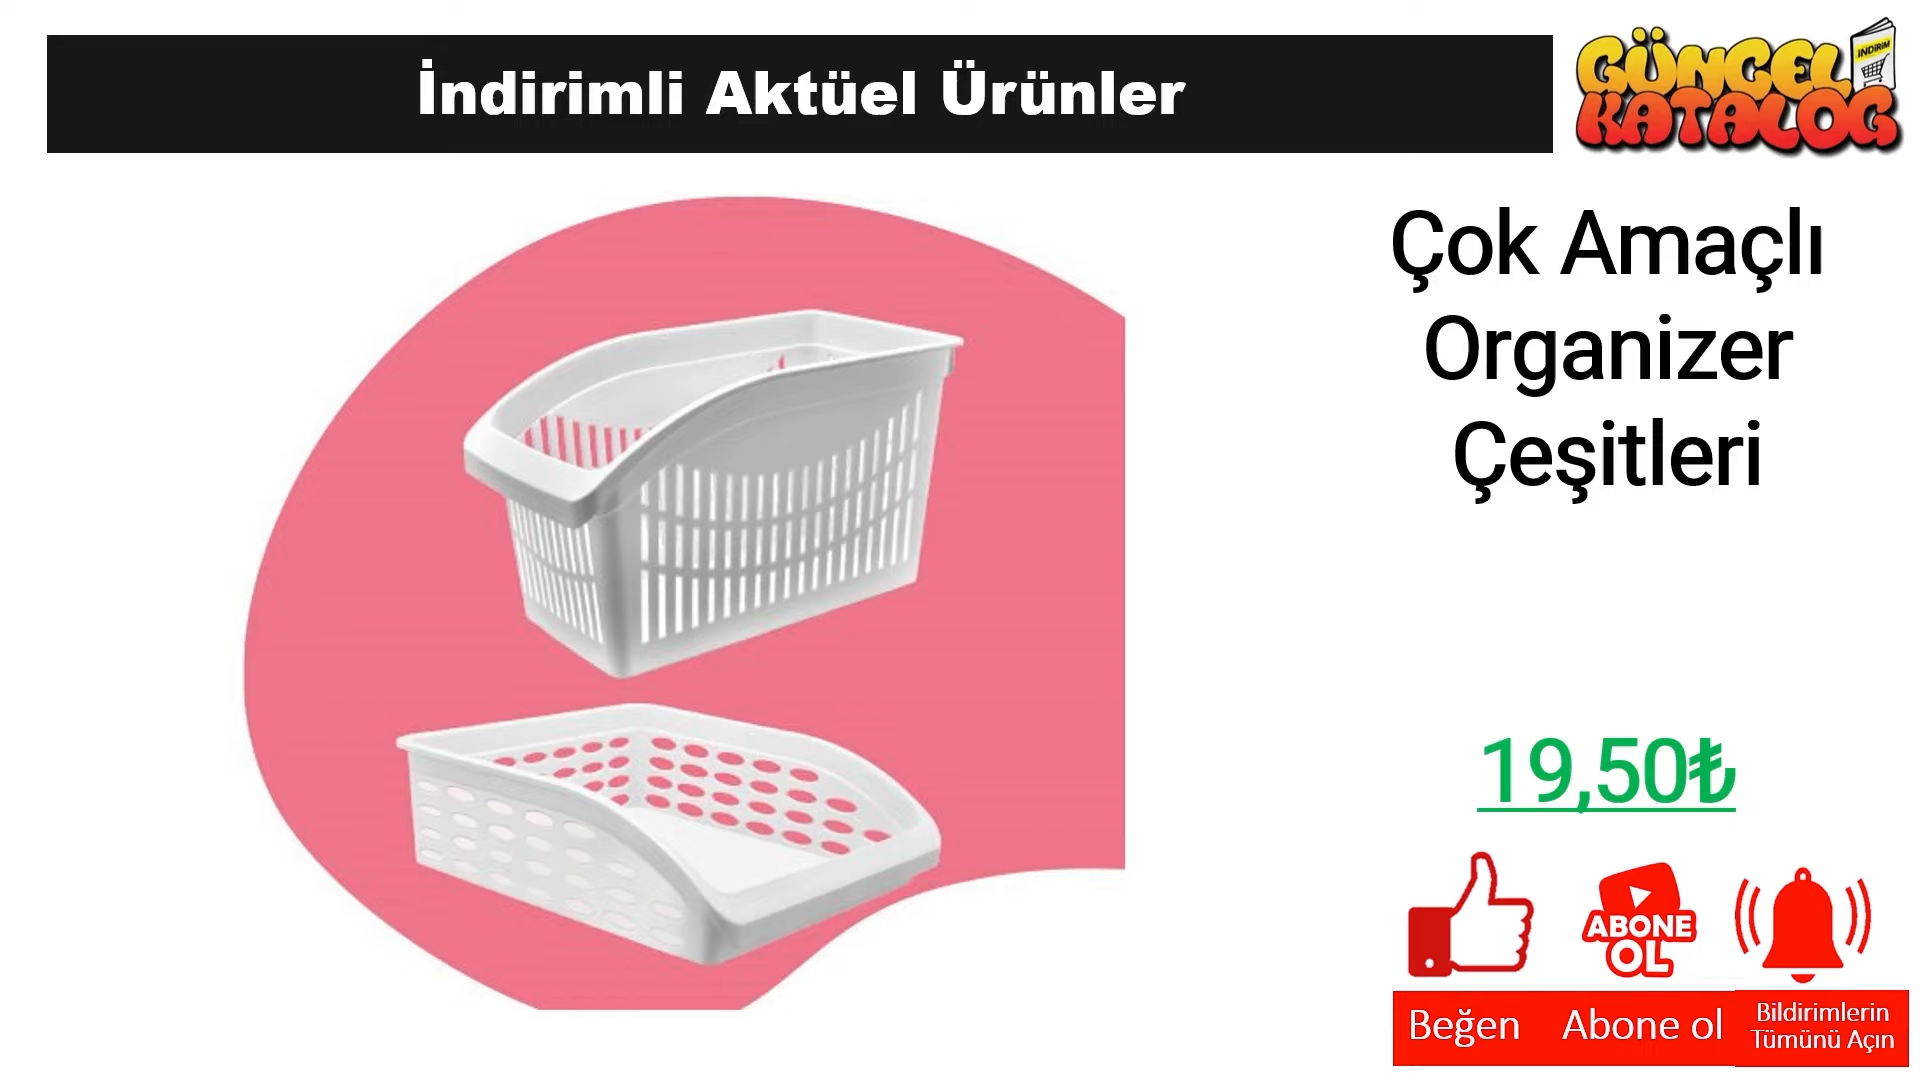 İndirimli Aktüel Ürünler
GÜNCEL
KATALOG
İNDİRİM
Çok Amaçlı
Organizer
Çeşitleri
19,50₺
ABONE
OL
Beğen
Abone ol
Bildirimlerin
Tümünü Açın